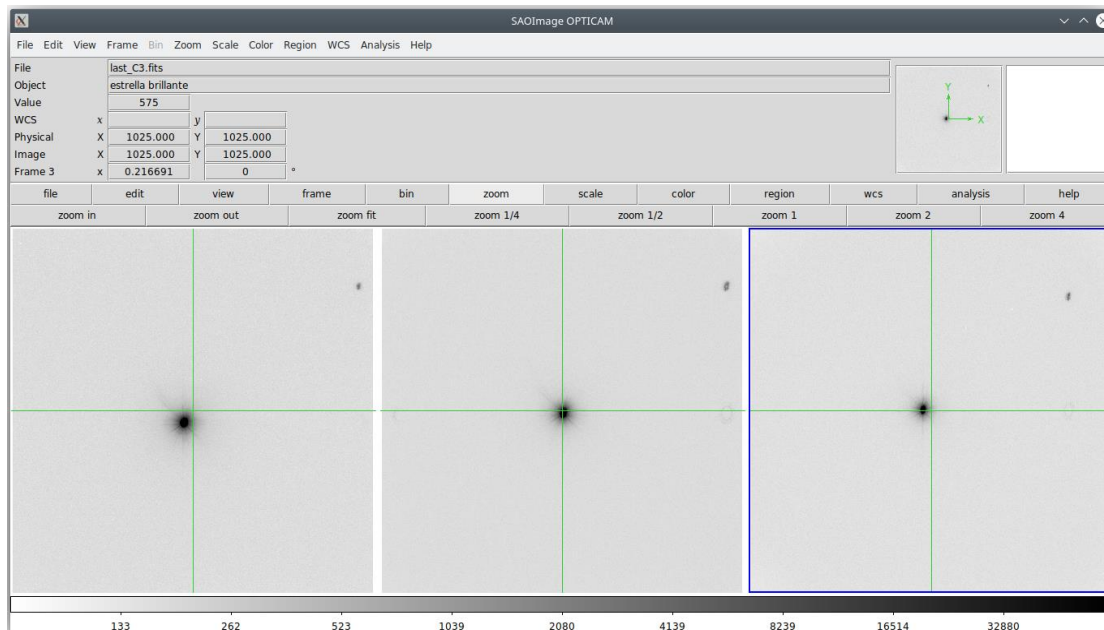 SAOImage OPTICAM
File Edit View Frame Bin Zoom Scale Color Region WCS Analysis Help
File last_C3.fits
Object estrella brillante
Value 575
WCS x y
Physical X 1025.000 Y 1025.000
Image X 1025.000 Y 1025.000
Frame 3 x 0.216691 0 °
Y
X
file edit view frame bin zoom scale color region wcs analysis help
zoom in zoom out zoom fit zoom 1/4 zoom 1/2 zoom 1 zoom 2 zoom 4
133 262 523 1039 2080 4139 8239 16514 32880